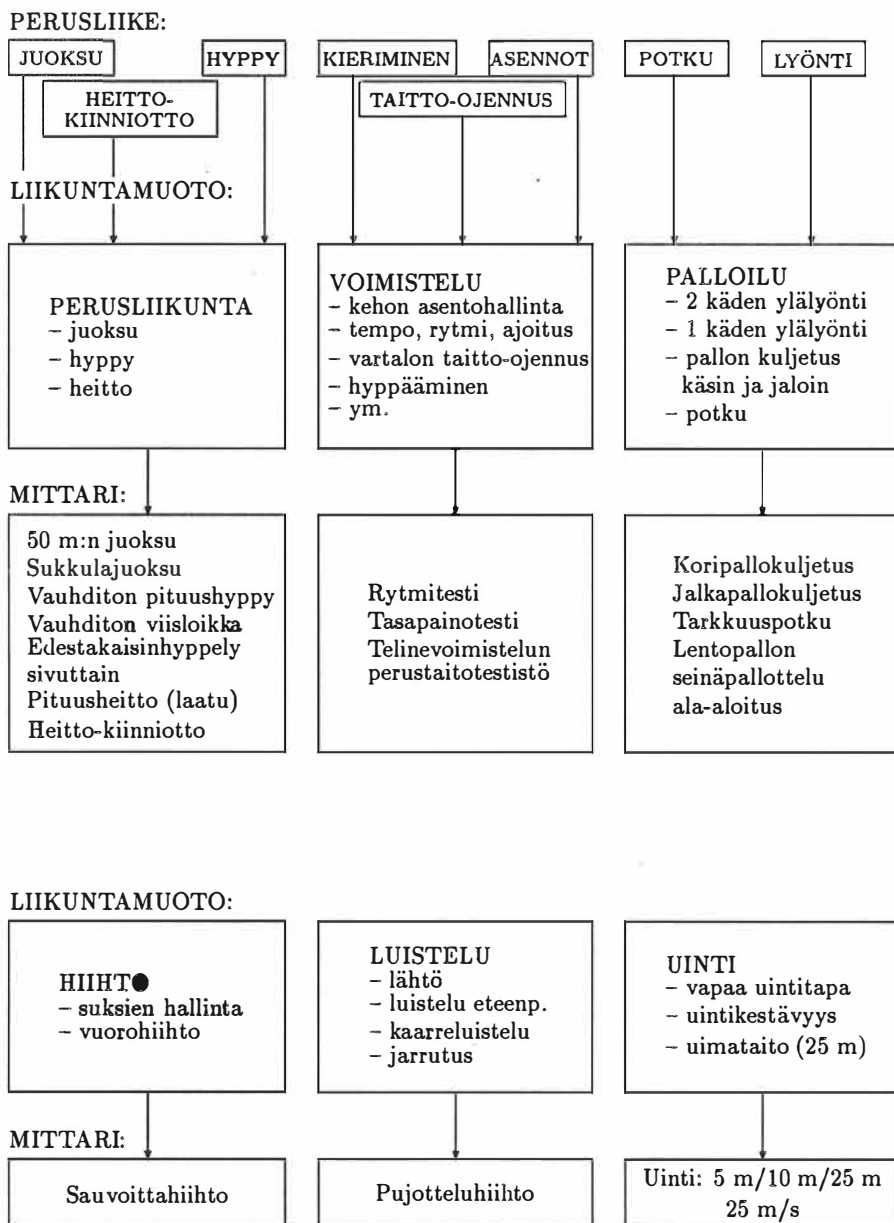 PERUSLIIKE:
JUOKSU
HYPPY
KIERIMINEN
ASENNOT
POTKU
LYÖNTI
HEITTO-
KIINNIOTTO
TAITTO-OJENNUS
LIIKUNTAMUOTO:
PERUSLIIKUNTA
– juoksu
– hyppy
– heitto
VOIMISTELU
– kehon asentohallinta
– tempo, rytmi, ajoitus
– vartalon taitto-ojennus
– hyppääminen
– ym.
PALLOILU
– 2 käden ylälyönti
– 1 käden ylälyönti
– pallon kuljetus
käsin ja jaloin
– potku
MITTARI:
50 m:n juoksu
Sukkulajuoksu
Vauhditon pituushyppy
Vauhditon viisloikka
Edestakaisinhyppely
sivuttain
Pituusheitto (laatu)
Heitto-kiinniotto
Rytmitesti
Tasapainotesti
Telinevoimistelun
perustaitotestistö
Koripallokuljetus
Jalkapallokuljetus
Tarkkuuspotku
Lentopallon
seinäpallottelu
ala-aloitus
LIIKUNTAMUOTO:
HIIHTO
– suksien hallinta
– vuorohiihto
LUISTELU
– lähtö
– luistelu eteenp.
– kaarreluistelu
– jarrutus
UINTI
– vapaa uintitapa
– uintikestävyys
– uimataito (25 m)
MITTARI:
Sauvoittahiihto
Pujotteluhiihto
Uinti: 5 m/10 m/25 m
25 m/s